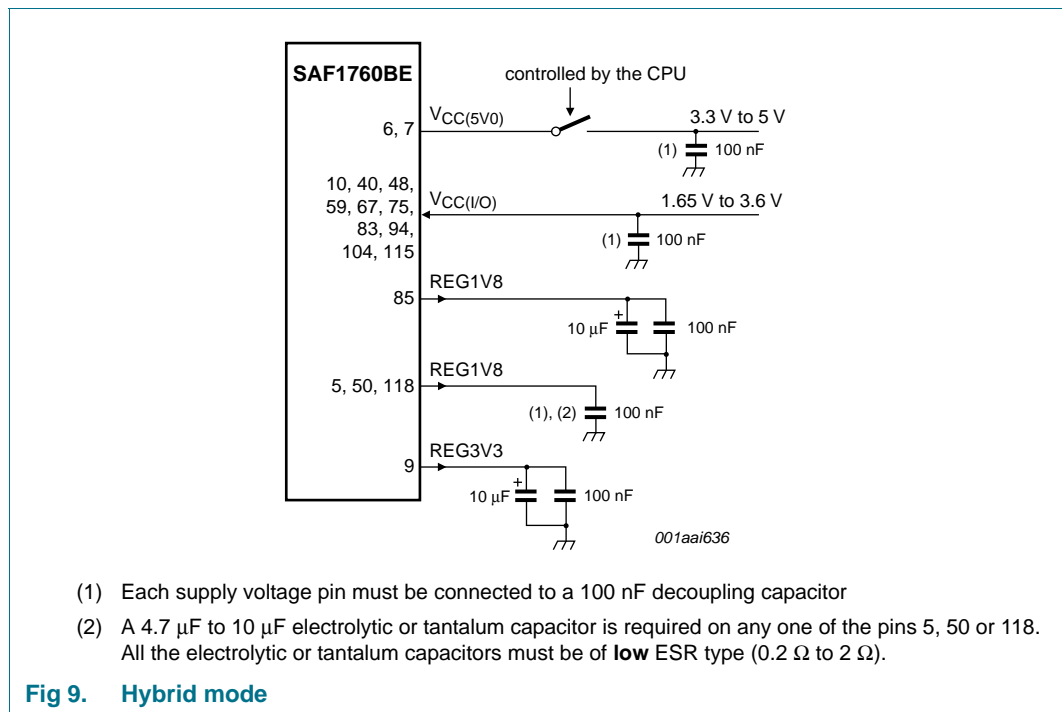 SAF1760BE
controlled by the CPU
6, 7
VCC(5V0)
3.3 V to 5 V
(1)
100 nF
10, 40, 48,
59, 67, 75,
83, 94,
104, 115
VCC(I/O)
1.65 V to 3.6 V
(1)
100 nF
85
REG1V8
+
10 μF
100 nF
5, 50, 118
REG1V8
(1), (2)
100 nF
9
REG3V3
+
10 μF
100 nF
001aai636
(1) Each supply voltage pin must be connected to a 100 nF decoupling capacitor
(2) A 4.7 μF to 10 μF electrolytic or tantalum capacitor is required on any one of the pins 5, 50 or 118.
All the electrolytic or tantalum capacitors must be of low ESR type (0.2 Ω to 2 Ω).
Fig 9. Hybrid mode